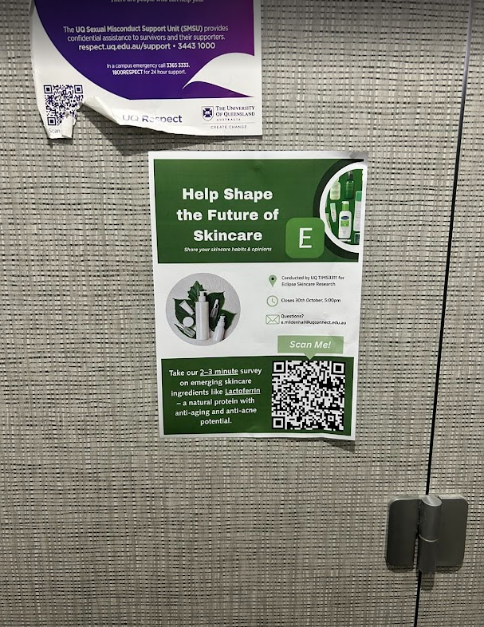 The UQ Sexual Misconduct Support Unit (SMSU) provides
confidential assistance to survivors and their supporters.
respect.uq.edu.au/support • 3443 1000
In a campus emergency call 3365 3333.
1800RESPECT for 24 hour support.
UQ Respect
THE UNIVERSITY
OF QUEENSLAND
AUSTRALIA
CREATE CHANGE
Help Shape
the Future of
Skincare
Share your skincare habits & opinions
E
Conducted by UQ
for
Eclipse Skincare Research
Closes 30th October, 5:00pm
Questions?
Scan Me!
Take our 2–3 minute survey
on emerging skincare
ingredients like Lactoferrin
– a natural protein with
anti-aging and anti-acne
potential.